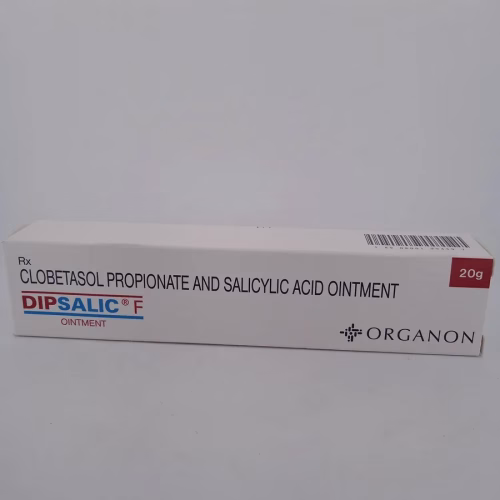 Rx
CLOBETASOL PROPIONATE AND SALICYLIC ACID OINTMENT
20g
DIPSALIC® F
OINTMENT
ORGANON